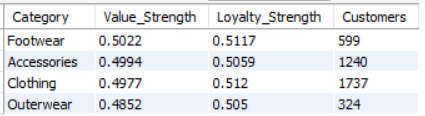 Category Value_Strength Loyalty_Strength Customers
Footwear 0.5022 0.5117 599
Accessories 0.4994 0.5059 1240
Clothing 0.4977 0.512 1737
Outerwear 0.4852 0.505 324